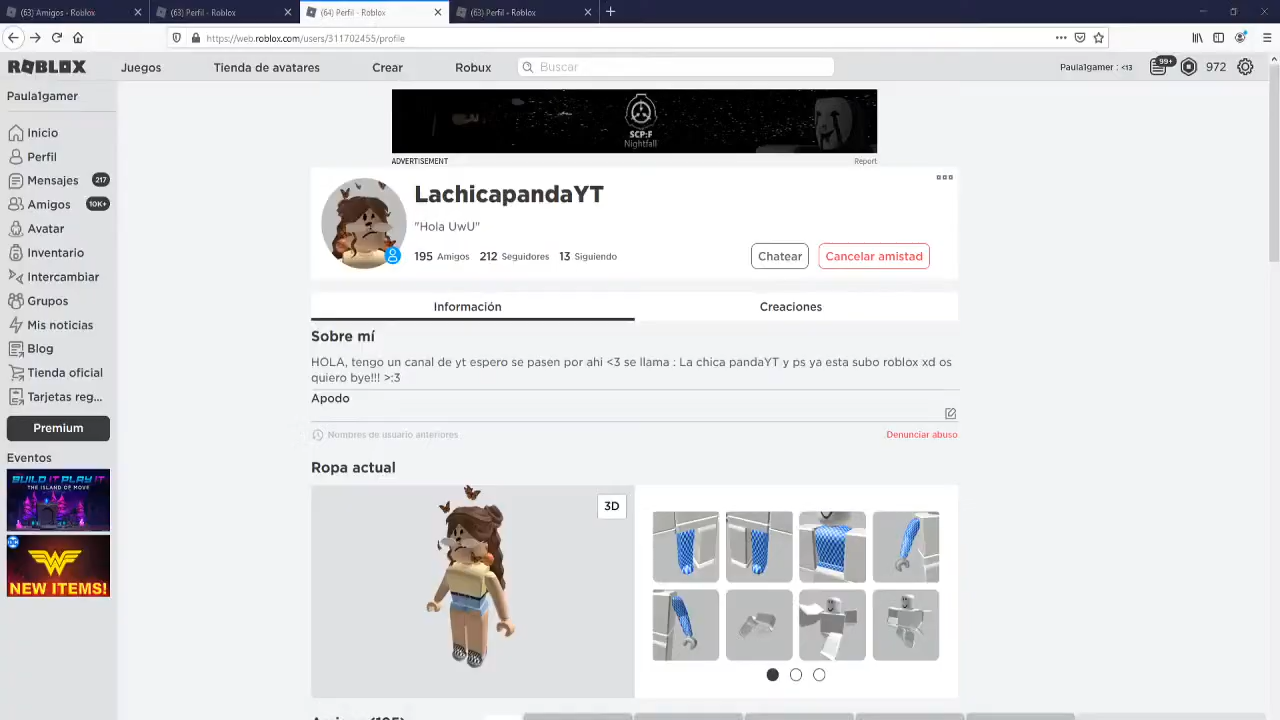 (63) Amigos - Roblox
(63) Perfil - Roblox
(64) Perfil - Roblox
(63) Perfil - Roblox
https://web.roblox.com/users/311702455/profile
ROBLOX
Juegos
Tienda de avatares
Crear
Robux
Buscar
Paula1gamer : <13
99+
972
Paula1gamer
Inicio
Perfil
Mensajes 217
Amigos 10K+
Avatar
Inventario
Intercambiar
Grupos
Mis noticias
Blog
Tienda oficial
Tarjetas reg...
Premium
Eventos
BUILD IT PLAY IT
THE ISLAND OF MOVE
NEW ITEMS!
SCP:F
Nightfall
ADVERTISEMENT
Report
LachicapandaYT
"Hola UwU"
195 Amigos 212 Seguidores 13 Siguiendo
Chatear
Cancelar amistad
Información
Creaciones
Sobre mí
HOLA, tengo un canal de yt espero se pasen por ahi <3 se llama : La chica pandaYT y ps ya esta subo roblox xd os
quiero bye!!! >:3
Apodo
Nombres de usuario anteriores
Denunciar abuso
Ropa actual
3D